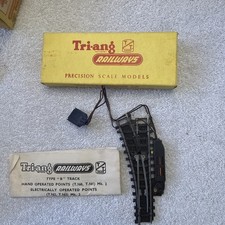 Tri-ang
RAILWAYS
PRECISION SCALE MODELS
Tri-ang RAILWAYS
TYPE "B" TRACK
HAND OPERATED POINTS
ELECTRICALLY OPERATED
POINTS